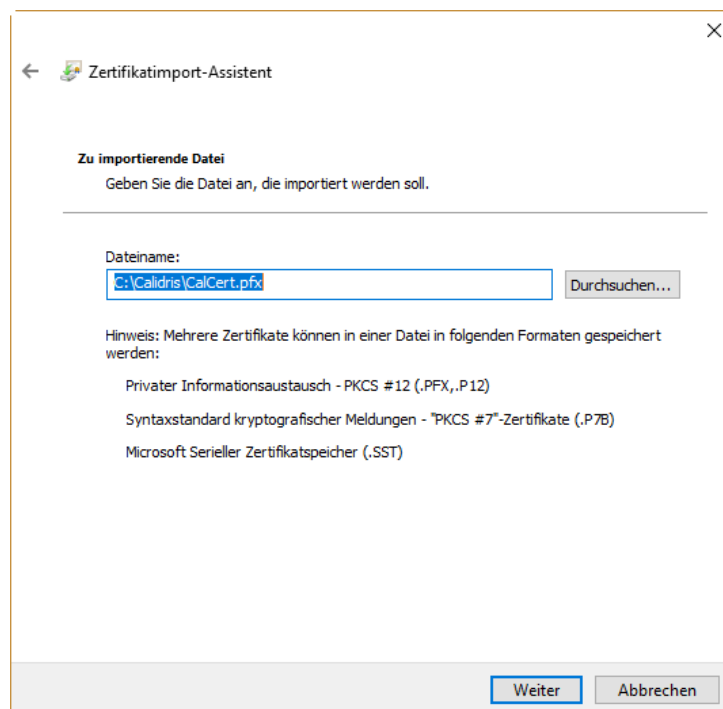 Zertifikatimport-Assistent
Zu importierende Datei
Geben Sie die Datei an, die importiert werden soll.
Dateiname:
C:\Calidris\CalCert.pfx
Durchsuchen...
Hinweis: Mehrere Zertifikate können in einer Datei in folgenden Formaten gespeichert
werden:
Privater Informationsaustausch - PKCS #12 (.PFX,.P12)
Syntaxstandard kryptografischer Meldungen - "PKCS #7"-Zertifikate (.P7B)
Microsoft Serieller Zertifikatspeicher (.SST)
Weiter
Abbrechen